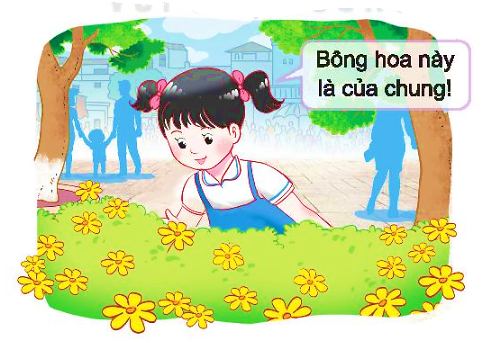 Bông hoa này
là của chung!